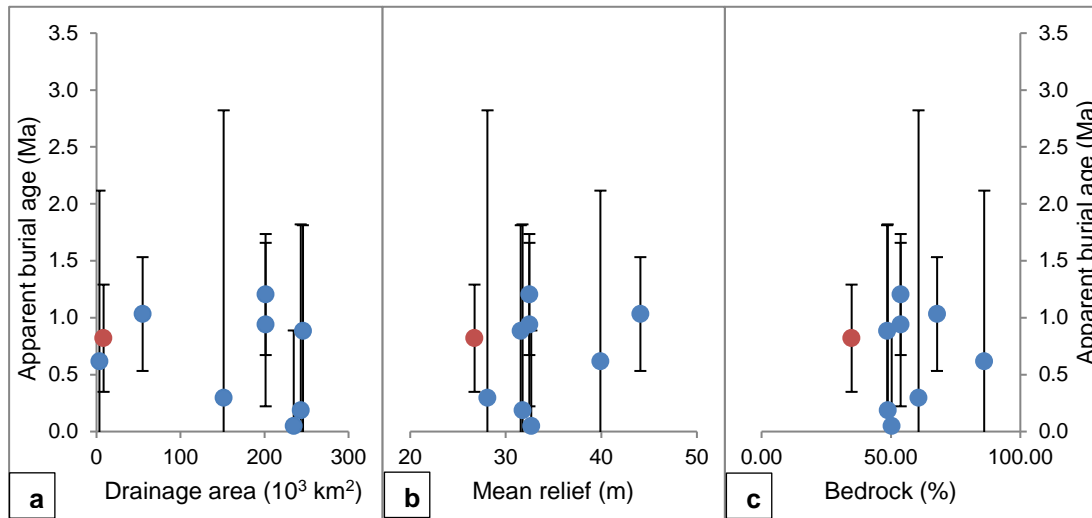 Apparent burial age (Ma)
3.5
3.0
2.5
2.0
1.5
1.0
0.5
0.0
0 100 200 300
Drainage area (10³ km²)
a
20 30 40 50
Mean relief (m)
b
0.00 50.00 100.00
Bedrock (%)
c
3.5
3.0
2.5
2.0
1.5
1.0
0.5
0.0
Apparent burial age (Ma)